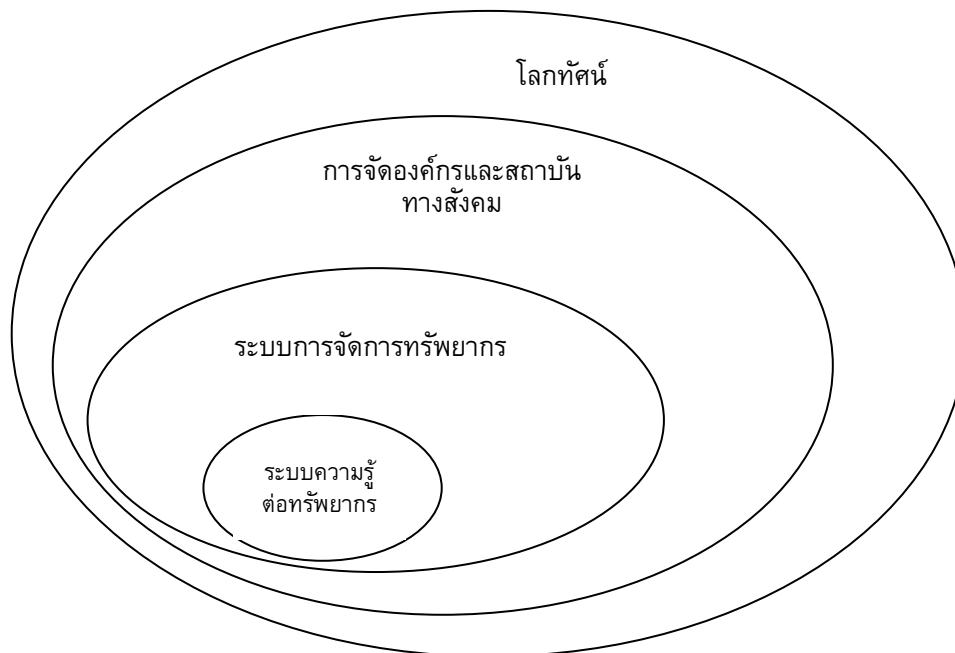 โลกทัศน์
การจัดองค์กรและสถาบัน
ทางสังคม
ระบบการจัดการทรัพยากร
ระบบความรู้
ต่อทรัพยากร